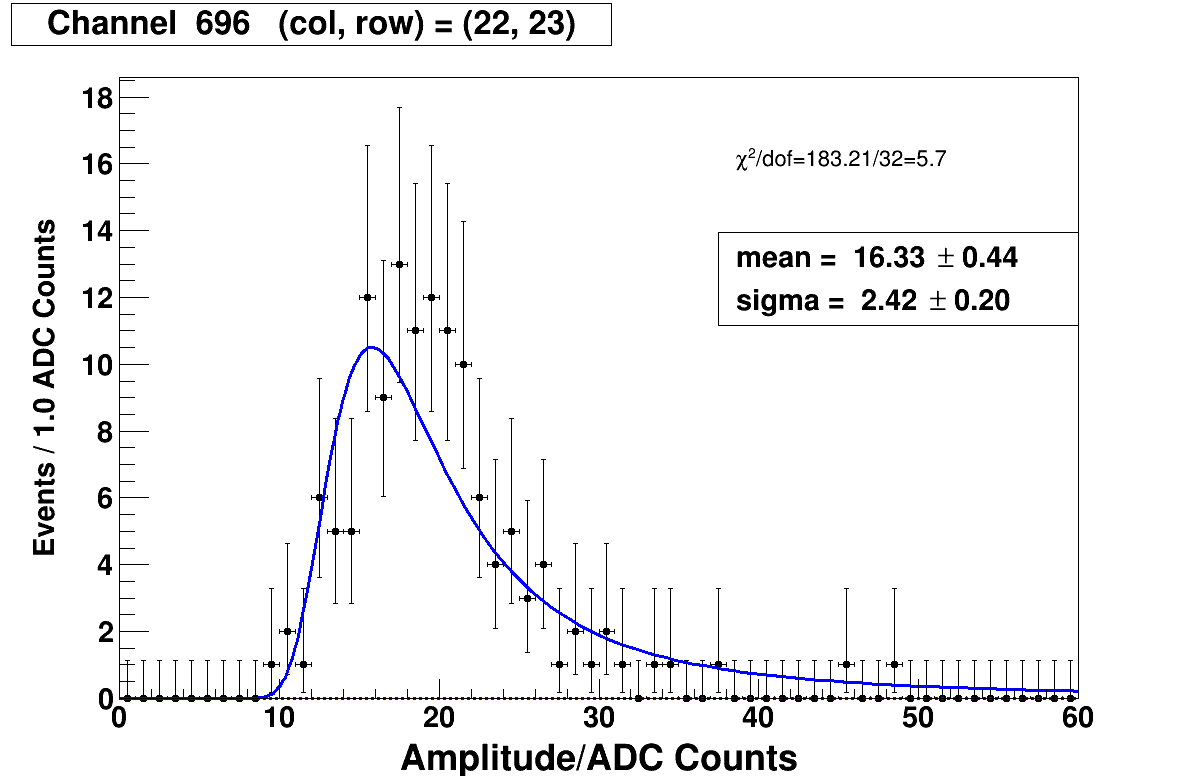 Channel 696 (col, row) = (22, 23)
18
16
14
12
10
8
6
4
2
0
Events / 1.0 ADC Counts
χ²/dof=183.21/32=5.7
mean = 16.33 ± 0.44
sigma = 2.42 ± 0.20
0 10 20 30 40 50 60
Amplitude/ADC Counts